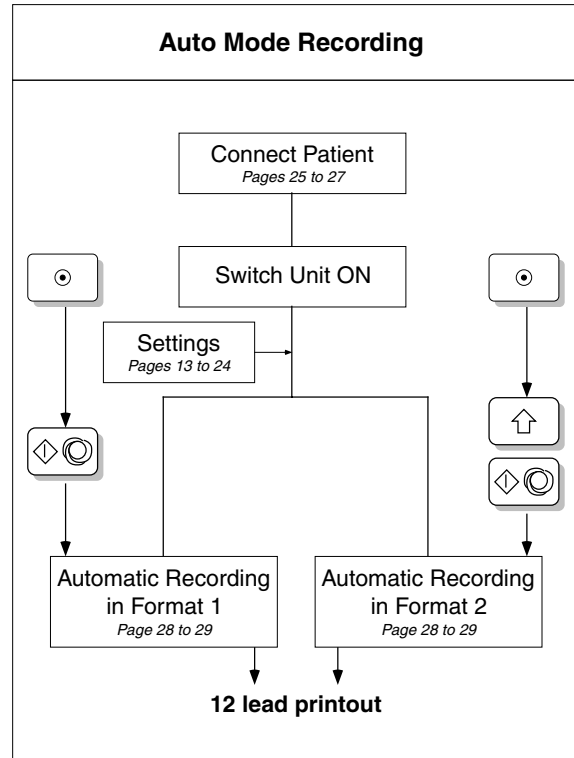 Auto Mode Recording
Connect Patient
Pages 25 to 27
Switch Unit ON
Settings
Pages 13 to 24
Automatic Recording
in Format 1
Page 28 to 29
Automatic Recording
in Format 2
Page 28 to 29
12 lead printout